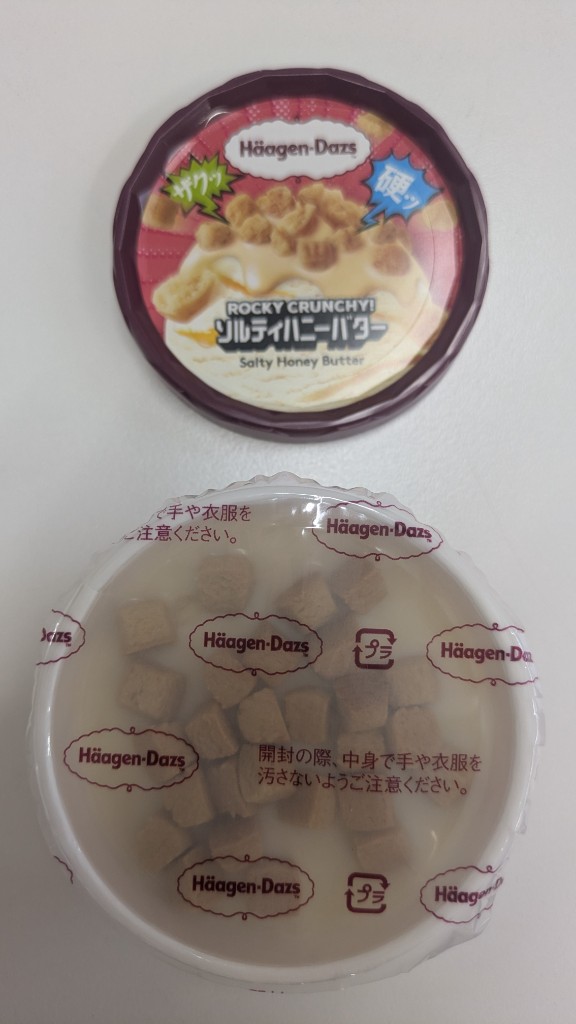 Häagen-Dazs
ザクッ
硬ッ
ROCKY CRUNCHY!
ソルティハニーバター
Salty Honey Butter
で手や衣服を
ご注意ください。
Häagen-Dazs
Häagen-Dazs
プラ
Häagen-Dazs
Häagen-Dazs
開封の際、中身で手や衣服を
汚さないようご注意ください。
Häagen-Dazs
プラ